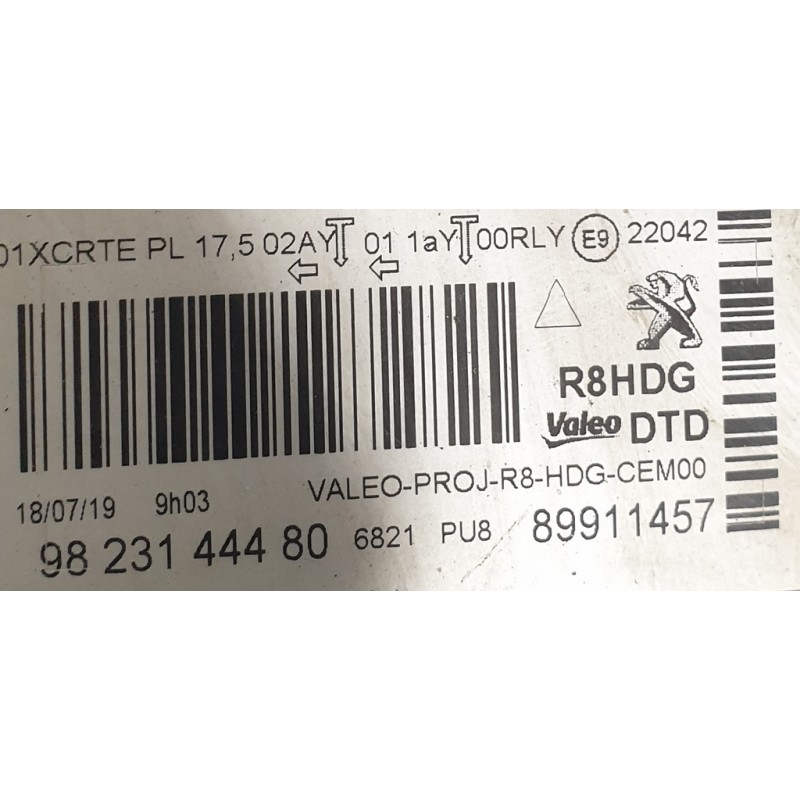 01XCRTE PL 17,5 02AY 01 1aY 00RLY E9 22042
R8HDG
Valeo DTD
VALEO-PROJ-R8-HDG-CEM00
18/07/19 9h03
98 231 444 80 6821 PU8 89911457